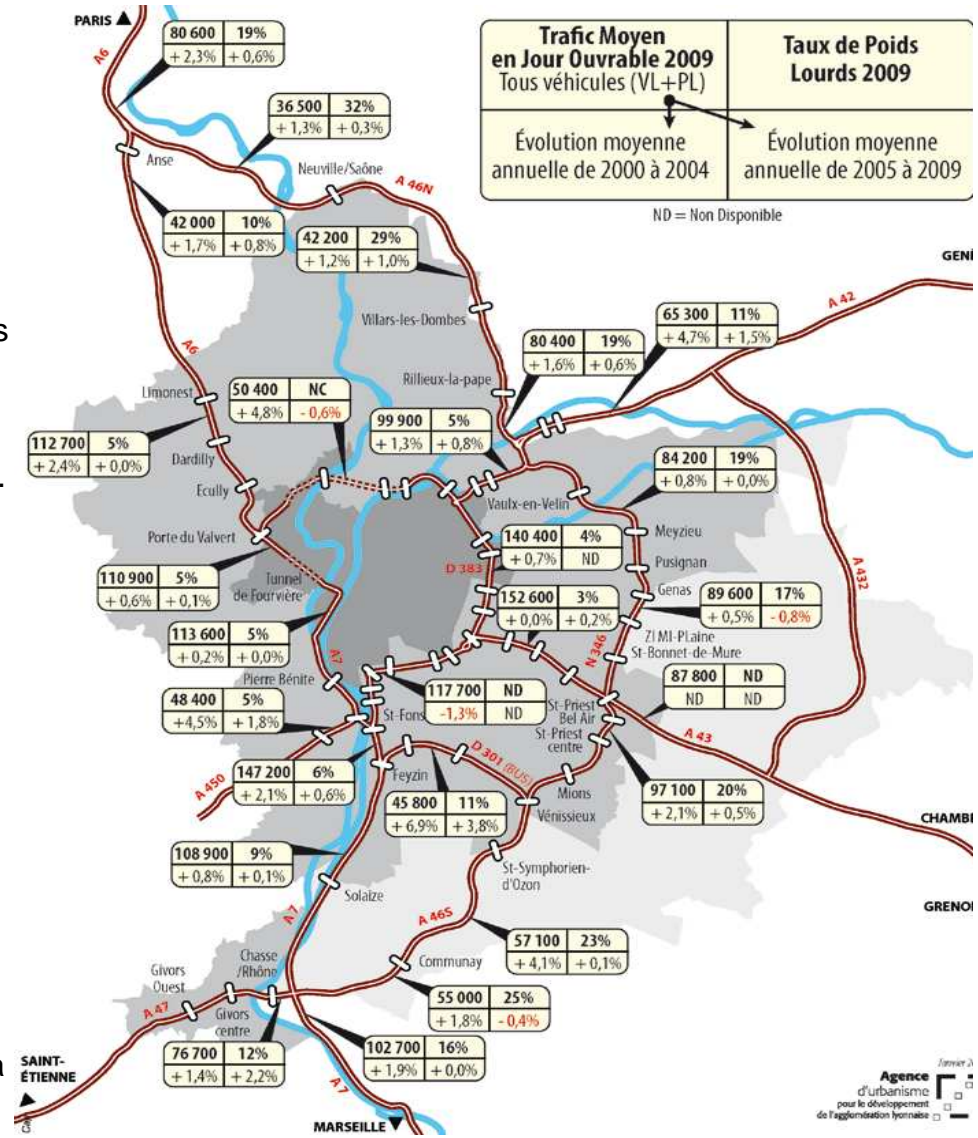 PARIS
A6
80 600 19%
+ 2,3% + 0,6%
Trafic Moyen
en Jour Ouvrable 2009
Tous véhicules (VL+PL)
Taux de Poids
Lourds 2009
Évolution moyenne
annuelle de 2000 à 2004
Évolution moyenne
annuelle de 2005 à 2009
ND = Non Disponible
36 500 32%
+ 1,3% + 0,3%
Anse
Neuville/Saône
A 46N
42 000 10%
+ 1,7% + 0,8%
42 200 29%
+ 1,2% + 1,0%
GENÈ
A 42
s
Villars-les-Dombes
65 300 11%
+ 4,7% + 1,5%
A6
80 400 19%
+ 1,6% + 0,6%
Rillieux-la-pape
Limonest
50 400 NC
+ 4,8% - 0,6%
99 900 5%
+ 1,3% + 0,8%
112 700 5%
+ 2,4% + 0,0%
Dardilly
84 200 19%
+ 0,8% + 0,0%
Ecully
Vaulx-en-Velin
Porte du Valvert
140 400 4%
+ 0,7% ND
Meyzieu
D 383
Pusignan
110 900 5%
+ 0,6% + 0,1%
Tunnel
de Fourvière
A 432
Genas
152 600 3%
+ 0,0% + 0,2%
89 600 17%
+ 0,5% - 0,8%
113 600 5%
+ 0,2% + 0,0%
A7
N 346
ZI MI-PLaine
St-Bonnet-de-Mure
Pierre Bénite
117 700 ND
-1,3% ND
87 800 ND
ND ND
48 400 5%
+4,5% + 1,8%
St-Fons
St-Priest
Bel Air
St-Priest
centre
A 43
D 301 (BUS)
147 200 6%
+ 2,1% + 0,6%
Feyzin
A 450
Mions
45 800 11%
+ 6,9% + 3,8%
Vénissieux
97 100 20%
+ 2,1% + 0,5%
CHAMBÉ
108 900 9%
+ 0,8% + 0,1%
St-Symphorien-
d'Ozon
Solaize
GRENO
A 7
A 46S
57 100 23%
+ 4,1% + 0,1%
Chasse
/Rhône
Communay
Givors
Ouest
55 000 25%
+ 1,8% - 0,4%
A 47
Givors
centre
76 700 12%
+ 1,4% + 2,2%
102 700 16%
+ 1,9% + 0,0%
a
SAINT-
ÉTIENNE
A 7
MARSEILLE
Janvier
Agence
d'urbanisme
pour le développement
de l'agglomération lyonnaise